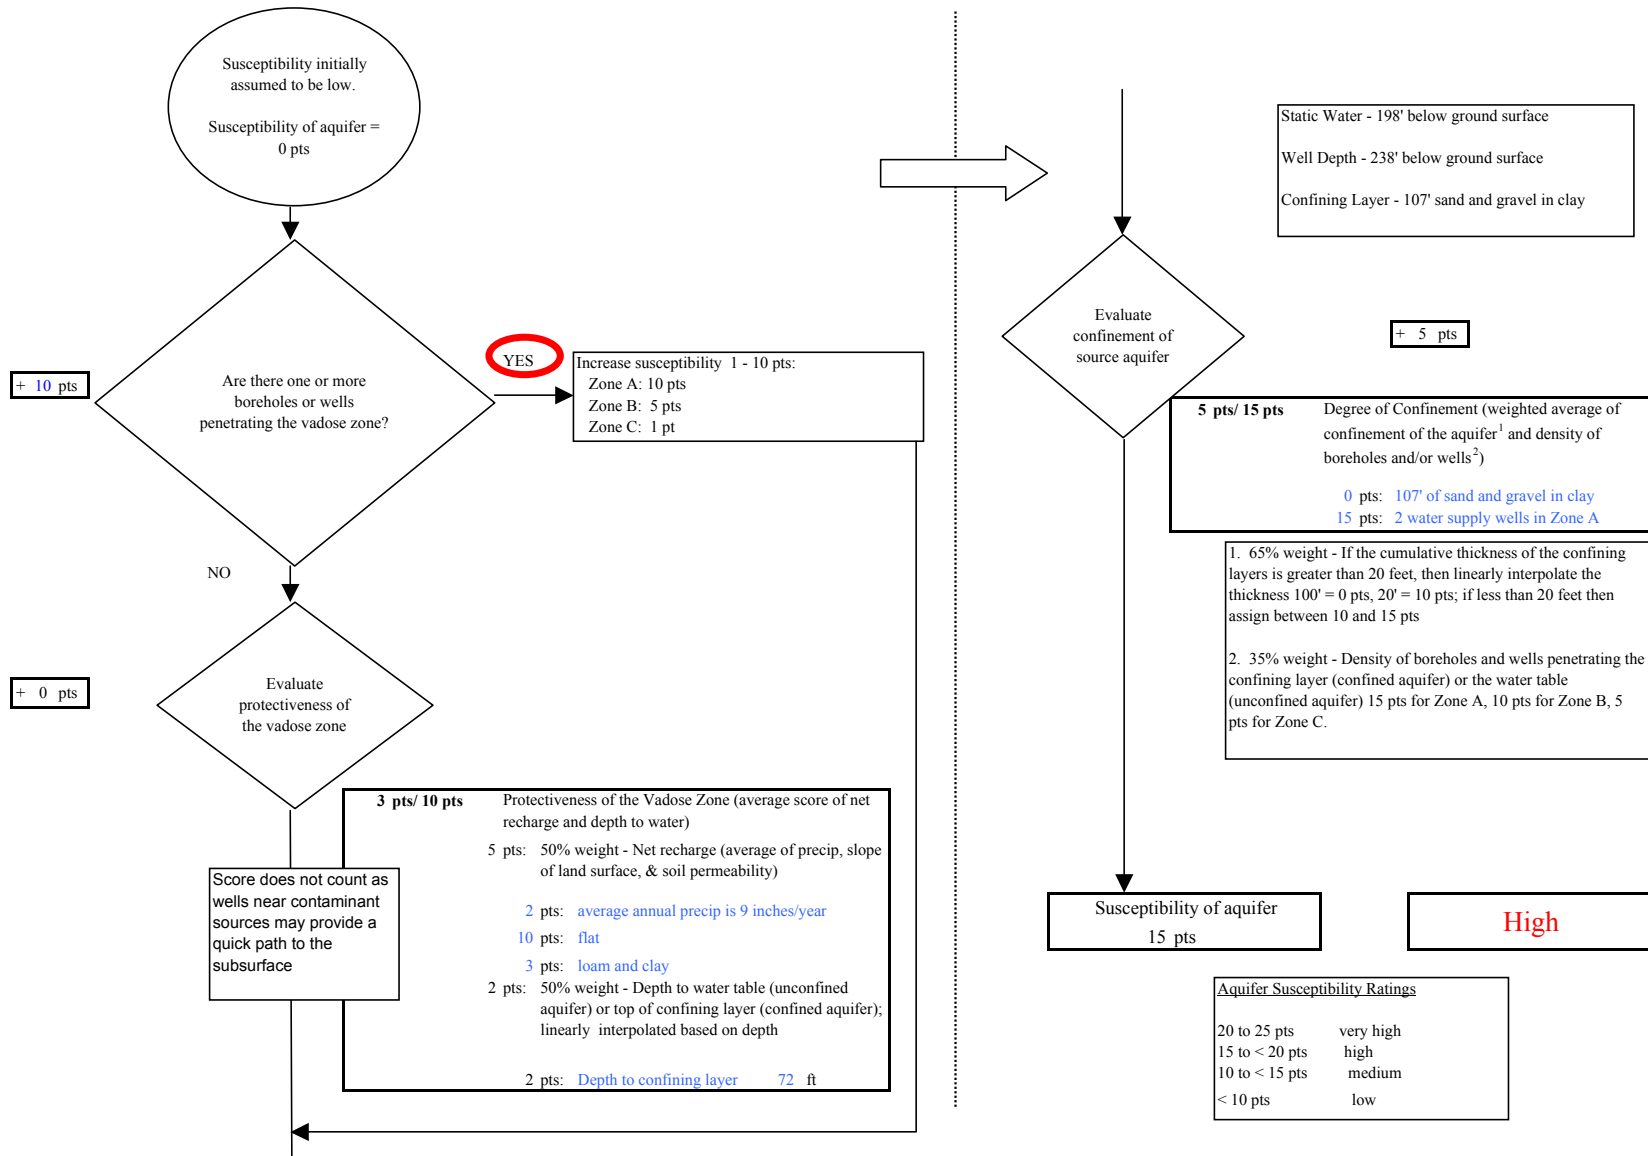 Susceptibility initially
assumed to be low.
Susceptibility of aquifer =
0 pts
+ 10 pts
Are there one or more
boreholes or wells
penetrating the vadose zone?
YES
Increase susceptibility 1 - 10 pts:
Zone A: 10 pts
Zone B: 5 pts
Zone C: 1 pt
NO
+ 0 pts
Evaluate
protectiveness of
the vadose zone
Score does not count as
wells near contaminant
sources may provide a
quick path to the
subsurface
3 pts/ 10 pts Protectiveness of the Vadose Zone (average score of net
recharge and depth to water)
5 pts: 50% weight - Net recharge (average of precip, slope
of land surface, & soil permeability)
2 pts: average annual precip is 9 inches/year
10 pts: flat
3 pts: loam and clay
2 pts: 50% weight - Depth to water table (unconfined
aquifer) or top of confining layer (confined aquifer);
linearly interpolated based on depth
2 pts: Depth to confining layer 72 ft
Static Water - 198' below ground surface
Well Depth - 238' below ground surface
Confining Layer - 107' sand and gravel in clay
Evaluate
confinement of
source aquifer
+ 5 pts
5 pts/ 15 pts Degree of Confinement (weighted average of
confinement of the aquifer1 and density of
boreholes and/or wells2)
0 pts: 107' of sand and gravel in clay
15 pts: 2 water supply wells in Zone A
1. 65% weight - If the cumulative thickness of the confining
layers is greater than 20 feet, then linearly interpolate the
thickness 100' = 0 pts, 20' = 10 pts; if less than 20 feet then
assign between 10 and 15 pts
2. 35% weight - Density of boreholes and wells penetrating the
confining layer (confined aquifer) or the water table
(unconfined aquifer) 15 pts for Zone A, 10 pts for Zone B, 5
pts for Zone C.
Susceptibility of aquifer
15 pts
High
Aquifer Susceptibility Ratings
20 to 25 pts very high
15 to < 20 pts high
10 to < 15 pts medium
< 10 pts low